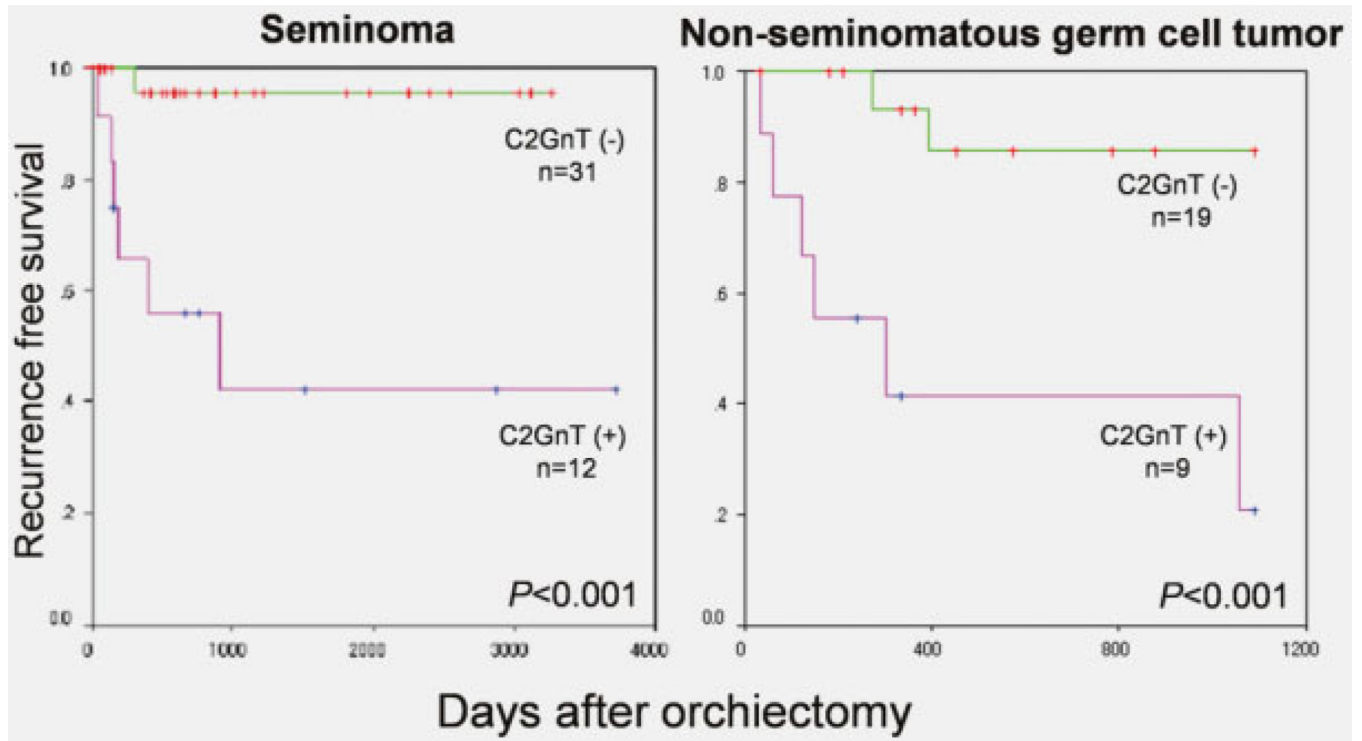 Seminoma
Non-seminomatous germ cell tumor
Recurrence free survival
1.0
.8
.6
.4
.2
0.0
C2GnT (-)
n=31
C2GnT (+)
n=12
P<0.001
0
1000
2000
3000
4000
1.0
.8
.6
.4
.2
0.0
C2GnT (-)
n=19
C2GnT (+)
n=9
P<0.001
0
400
800
1200
Days after orchiectomy